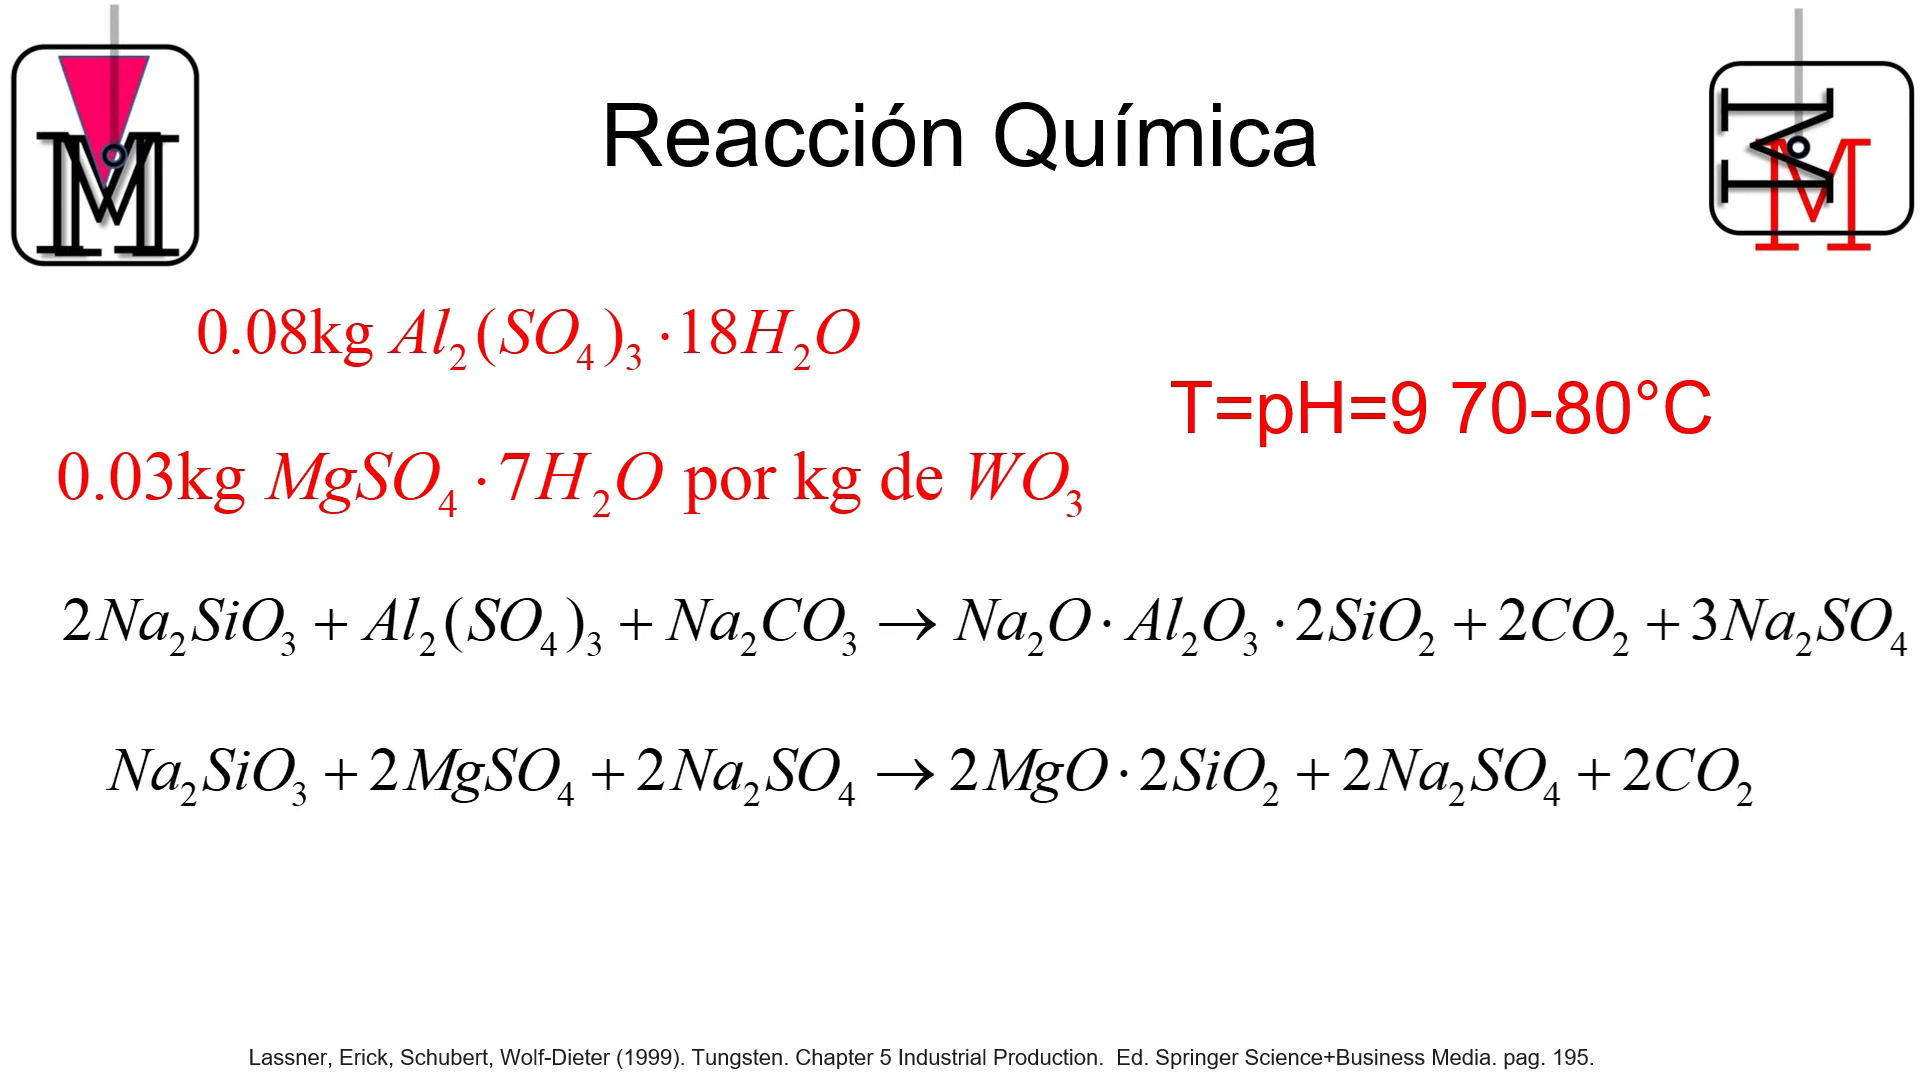 Reacción Química
0.08kg Al₂(SO₄)₃·18H₂O
T=pH=9 70-80°C
0.03kg MgSO₄·7H₂O por kg de WO₃
2Na₂SiO₃ + Al₂(SO₄)₃ + Na₂CO₃ → Na₂O·Al₂O₃·2SiO₂ + 2CO₂ + 3Na₂SO₄
Na₂SiO₃ + 2MgSO₄ + 2Na₂SO₄ → 2MgO·2SiO₂ + 2Na₂SO₄ + 2CO₂
Lassner, Erick, Schubert, Wolf-Dieter (1999). Tungsten. Chapter 5 Industrial Production. Ed. Springer Science+Business Media. pag. 195.